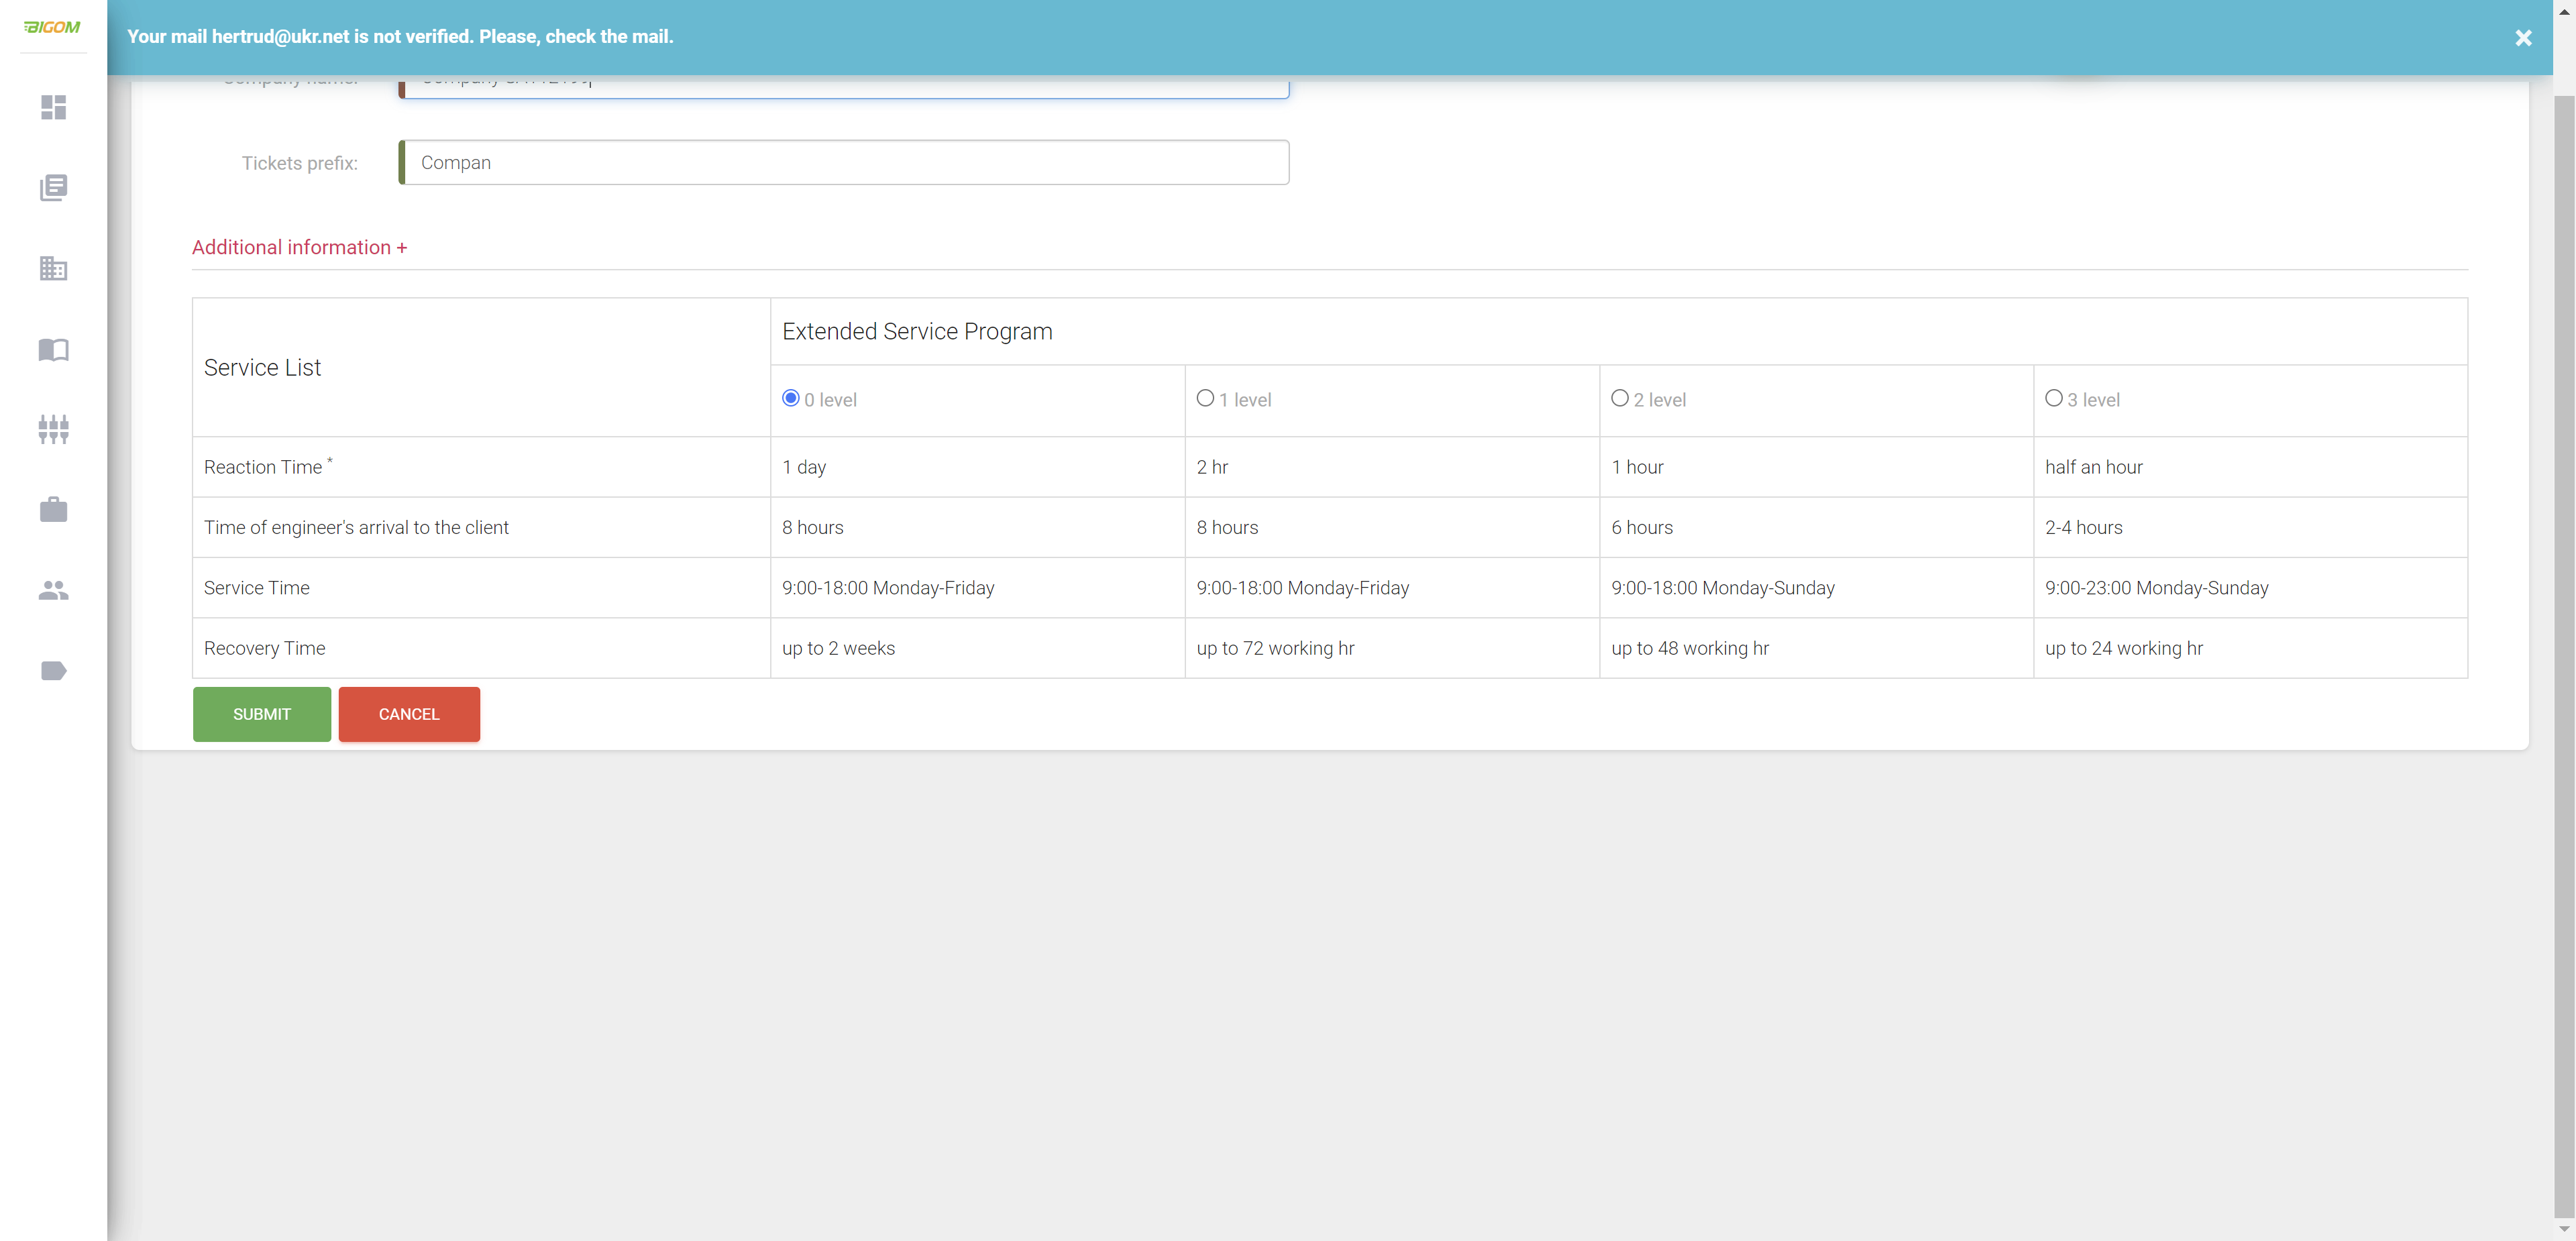 BIGOM
Your mail hertrud@ukr.net is not verified. Please, check the mail.
Tickets prefix: Compan
Additional information +
Service List
Extended Service Program
0 level 1 level 2 level 3 level
Reaction Time * 1 day 2 hr 1 hour half an hour
Time of engineer's arrival to the client 8 hours 8 hours 6 hours 2-4 hours
Service Time 9:00-18:00 Monday-Friday 9:00-18:00 Monday-Friday 9:00-18:00 Monday-Sunday 9:00-23:00 Monday-Sunday
Recovery Time up to 2 weeks up to 72 working hr up to 48 working hr up to 24 working hr
SUBMIT CANCEL